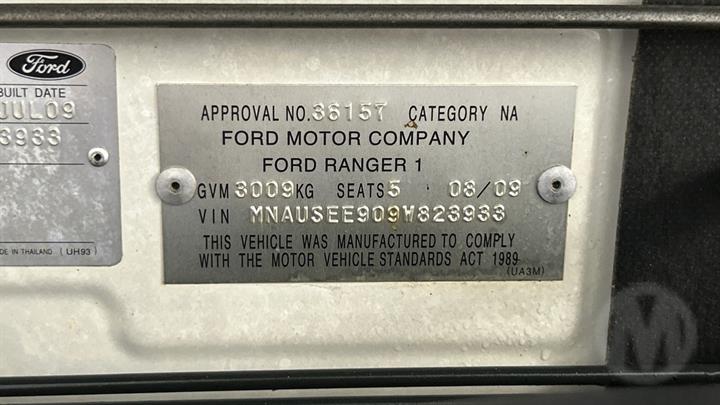 Ford
BUILT DATE
JUL09
3933
DE IN THAILAND (UH93)
APPROVAL NO. 36157 CATEGORY NA
FORD MOTOR COMPANY
FORD RANGER 1
GVM 3009KG SEATS 5 08/09
VIN MNAUSEE909W823933
THIS VEHICLE WAS MANUFACTURED TO COMPLY
WITH THE MOTOR VEHICLE STANDARDS ACT 1989
(UA3M)
M